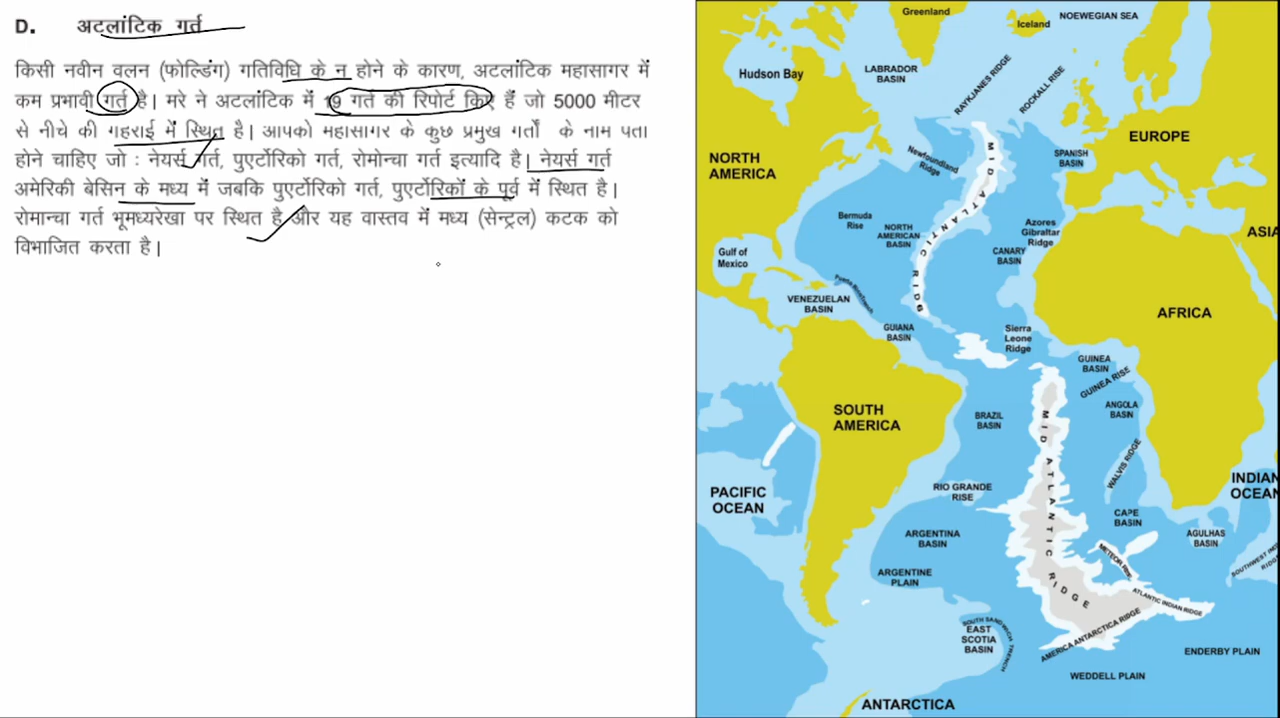 D. अटलांटिक गर्त
किसी नवीन वलन (फोल्डिंग) गतिविधि के न होने के कारण, अटलांटिक महासागर में
कम प्रभावी गर्त है। मरे ने अटलांटिक में 19 गर्त की रिपोर्ट किए हैं जो 5000 मीटर
से नीचे की गहराई में स्थित है। आपको महासागर के कुछ प्रमुख गर्तों के नाम पता
होने चाहिए जो : नेयर्स गर्त, पुएर्टोरिको गर्त, रोमोन्चा गर्त इत्यादि है। नेयर्स गर्त
अमेरिकी बेसिन के मध्य में जबकि पुएर्टोरिको गर्त, पुएर्टोरिकों के पूर्व में स्थित है।
रोमान्चा गर्त भूमध्यरेखा पर स्थित है और यह वास्तव में मध्य (सेन्ट्रल) कटक को
विभाजित करता है।
Greenland
Iceland
NOEWEGIAN SEA
Hudson Bay
LABRADOR
BASIN
RAYKJANES RIDGE
ROCKALL RISE
EUROPE
NORTH
AMERICA
Newfoundland
Ridge
MID ATLANTIC RIDG
SPANISH
BASIN
Bermuda
Rise
NORTH
AMERICAN
BASIN
Azores
Gibraltar
Ridge
ASIA
Gulf of
Mexico
CANARY
BASIN
Puerto Rico Trench
VENEZUELAN
BASIN
AFRICA
GUIANA
BASIN
Sierra
Leone
Ridge
GUINEA
BASIN
GUINEA RISE
SOUTH
AMERICA
BRAZIL
BASIN
MID ATLANTIC RIDGE
ANGOLA
BASIN
WALVIS RIDGE
PACIFIC
OCEAN
RIO GRANDE
RISE
INDIAN
OCEAN
CAPE
BASIN
ARGENTINA
BASIN
AGULHAS
BASIN
METEOR RISE
SOUTHWEST IND
RIDG
ARGENTINE
PLAIN
ATLANTIC INDIAN RIDGE
SOUTH SANDWICH TRENCH
EAST
SCOTIA
BASIN
AMERICA ANTARCTICA RIDGE
ENDERBY PLAIN
WEDDELL PLAIN
ANTARCTICA